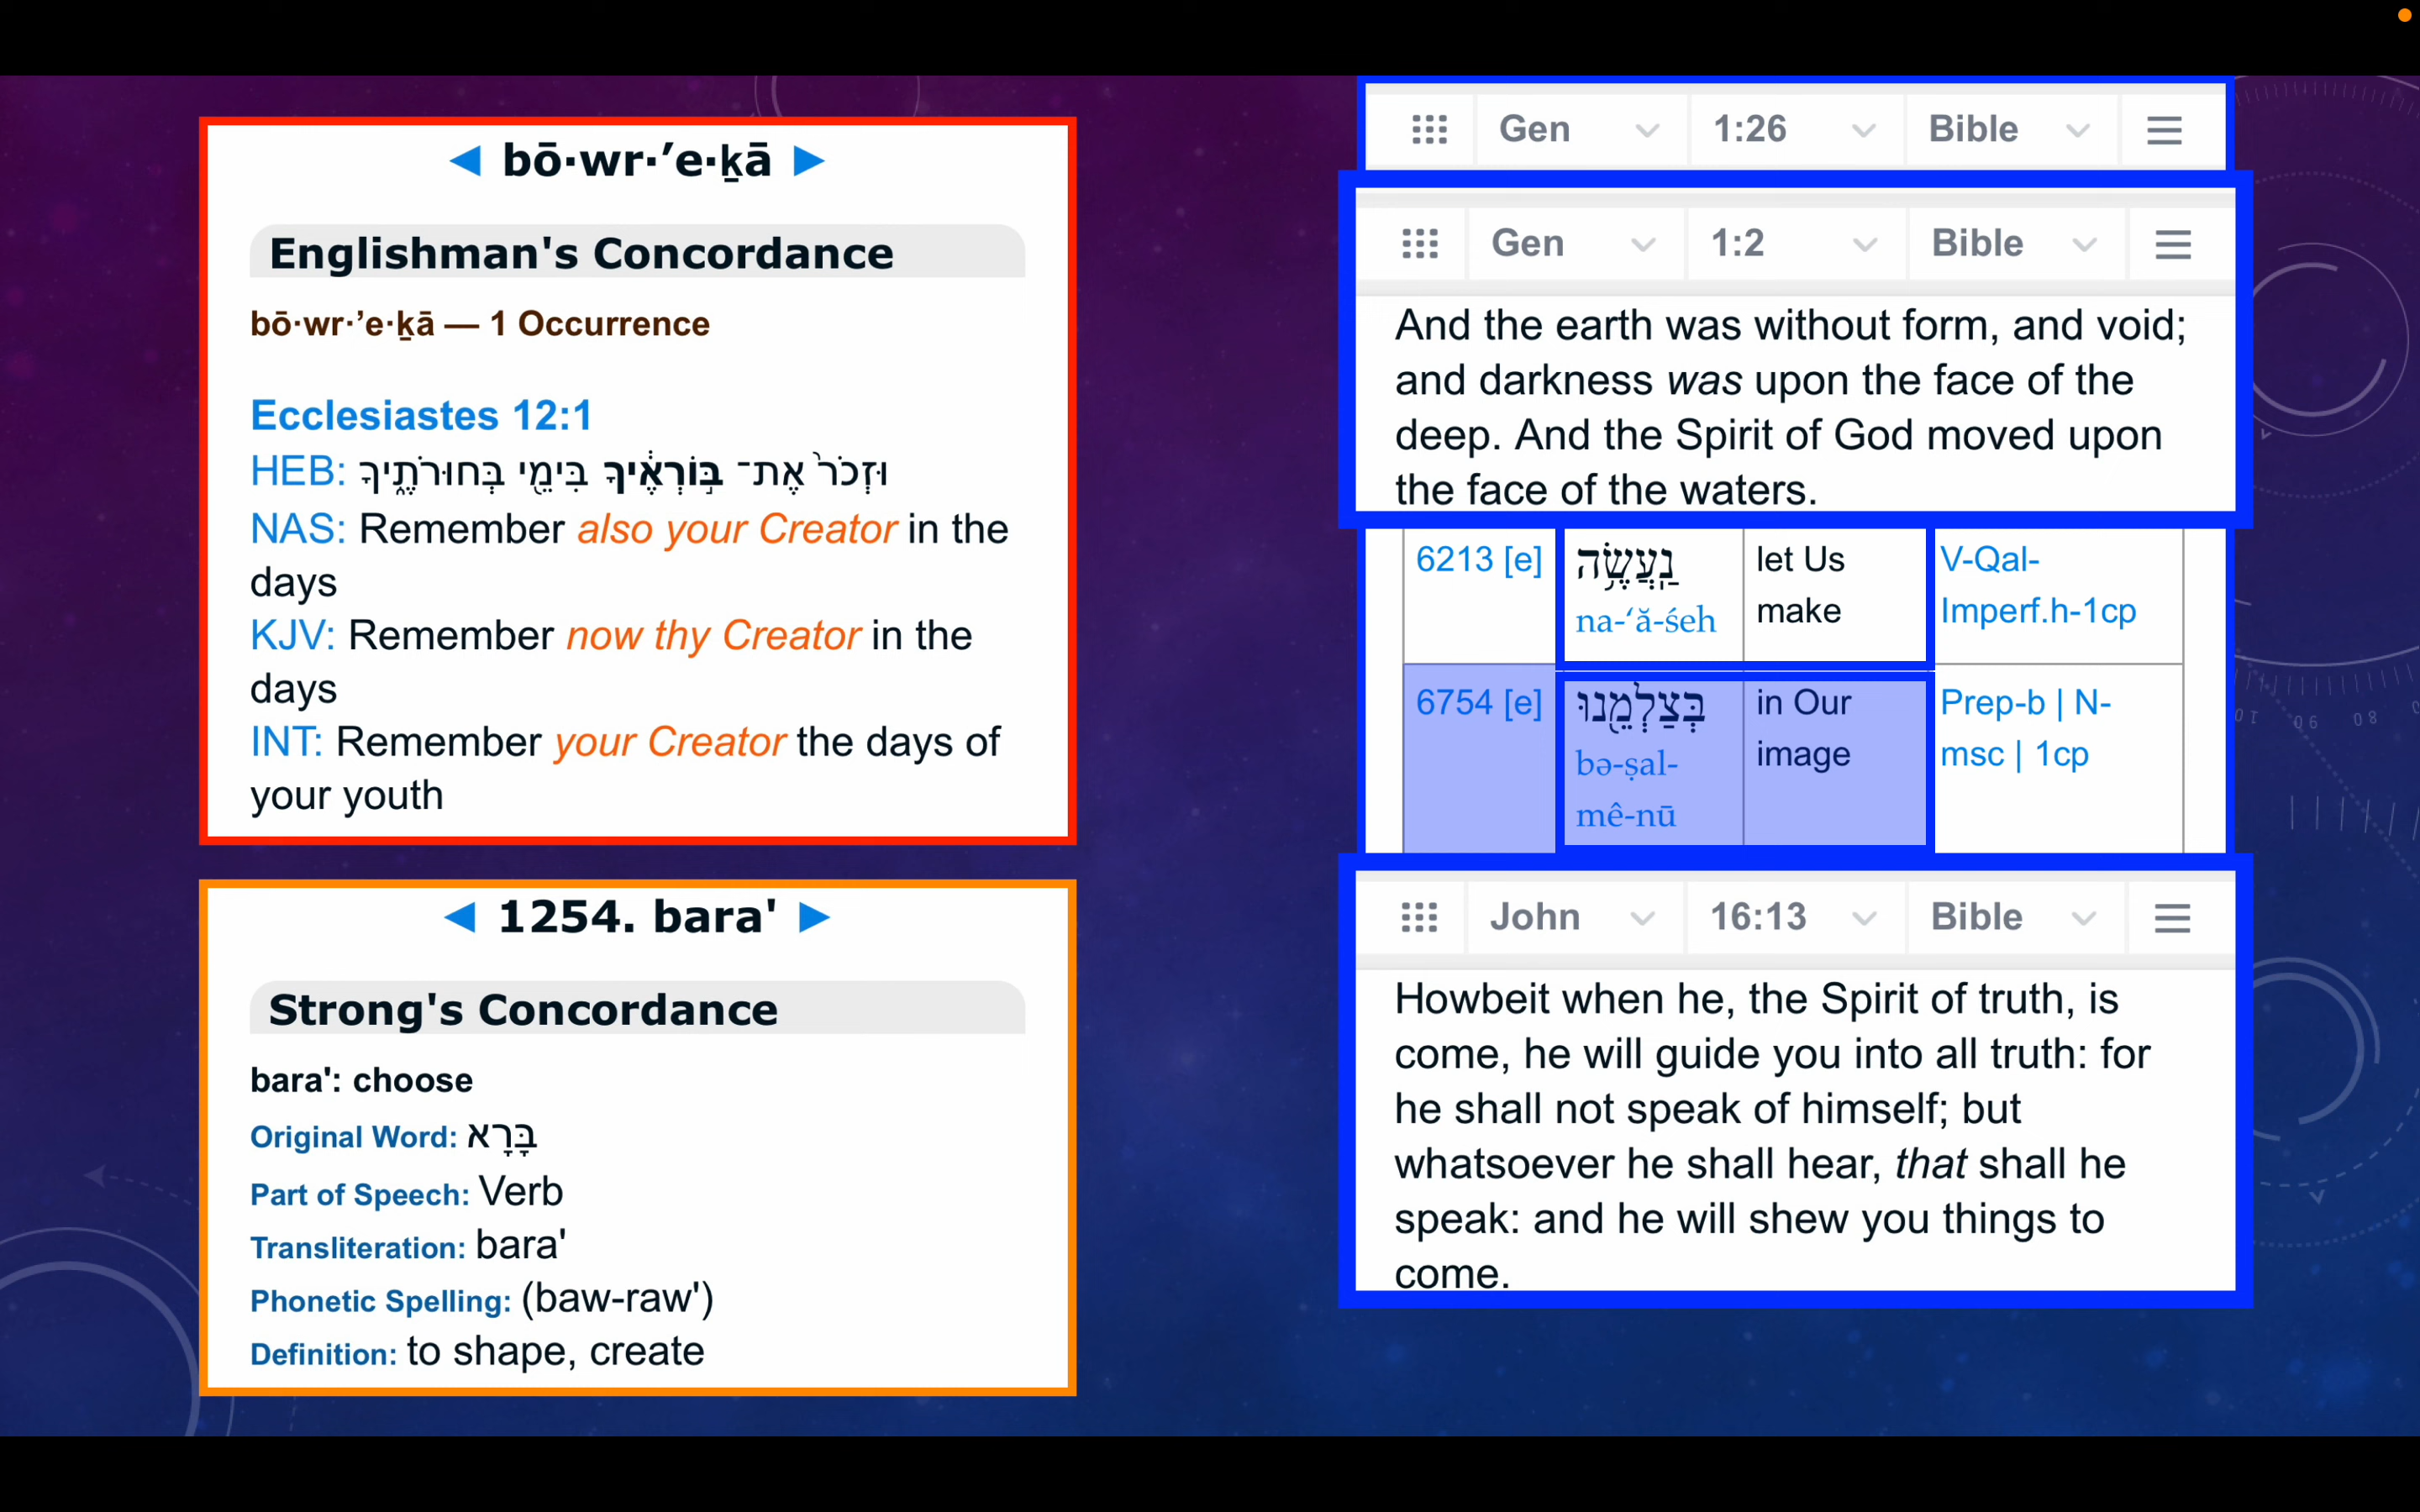 ◀ bō·wr·’e·ḵā ▶
Englishman's Concordance
bō·wr·’e·ḵā — 1 Occurrence
Ecclesiastes 12:1
HEB: וּזְכֹר֙ אֶת־ בּ֣וֹרְאֶ֔יךָ בִּימֵ֖י בְּחוּרֹתֶ֑יךָ
NAS: Remember also your Creator in the
days
KJV: Remember now thy Creator in the
days
INT: Remember your Creator the days of
your youth
◀ 1254. bara' ▶
Strong's Concordance
bara': choose
Original Word: בָּרָא
Part of Speech: Verb
Transliteration: bara'
Phonetic Spelling: (baw-raw')
Definition: to shape, create
Gen 1:26 Bible
Gen 1:2 Bible
And the earth was without form, and void;
and darkness was upon the face of the
deep. And the Spirit of God moved upon
the face of the waters.
6213 [e] נַֽעֲשֶׂ֥ה let Us V-Qal-
na-‘ă-śeh make Imperf.h-1cp
6754 [e] בְּצַלְמֵ֖נוּ in Our Prep-b | N-
bə-ṣal- image msc | 1cp
mê-nū
John 16:13 Bible
Howbeit when he, the Spirit of truth, is
come, he will guide you into all truth: for
he shall not speak of himself; but
whatsoever he shall hear, that shall he
speak: and he will shew you things to
come.